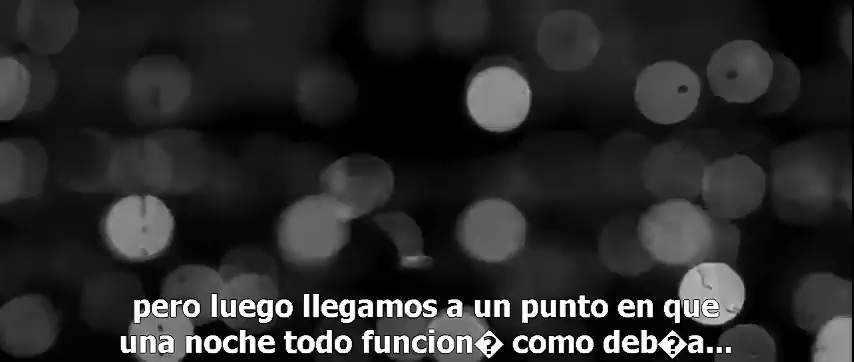 pero luego llegamos a un punto en que
una noche todo funcion� como deb�a...